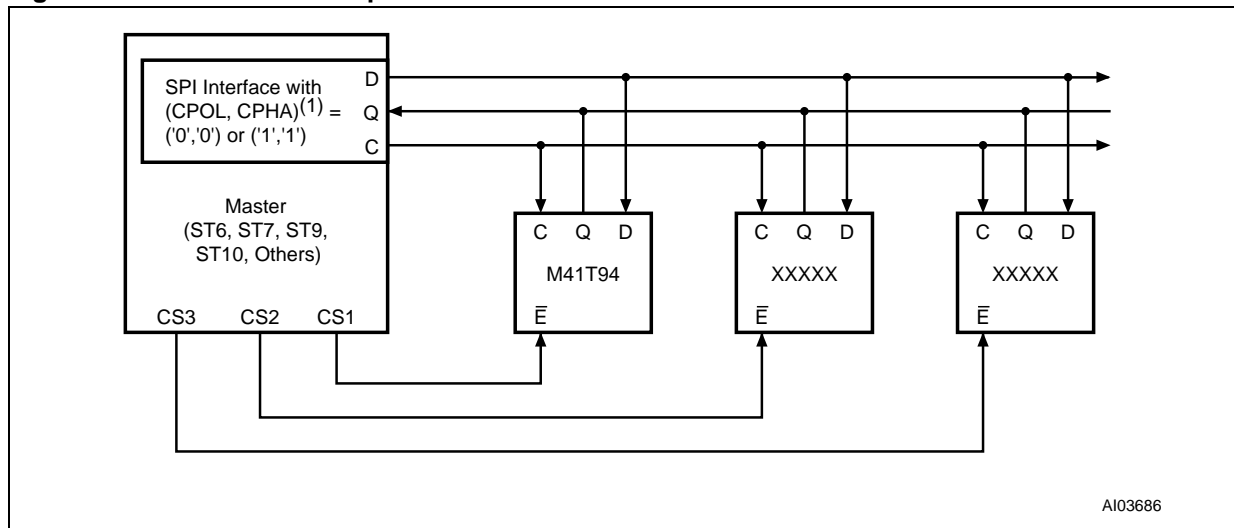 SPI Interface with
(CPOL, CPHA)(1) =
('0','0') or ('1','1')
D
Q
C
Master
(ST6, ST7, ST9,
ST10, Others)
CS3 CS2 CS1
C Q D
M41T94
E̅
C Q D
XXXXX
E̅
C Q D
XXXXX
E̅
AI03686